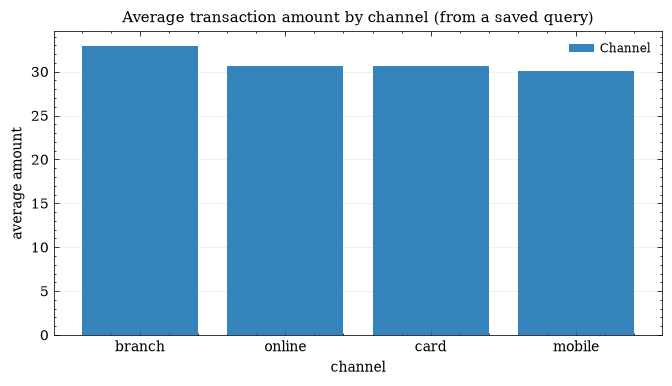 Average transaction amount by channel (from a saved query)
Channel
average amount
30
25
20
15
10
5
0
branch online card mobile
channel